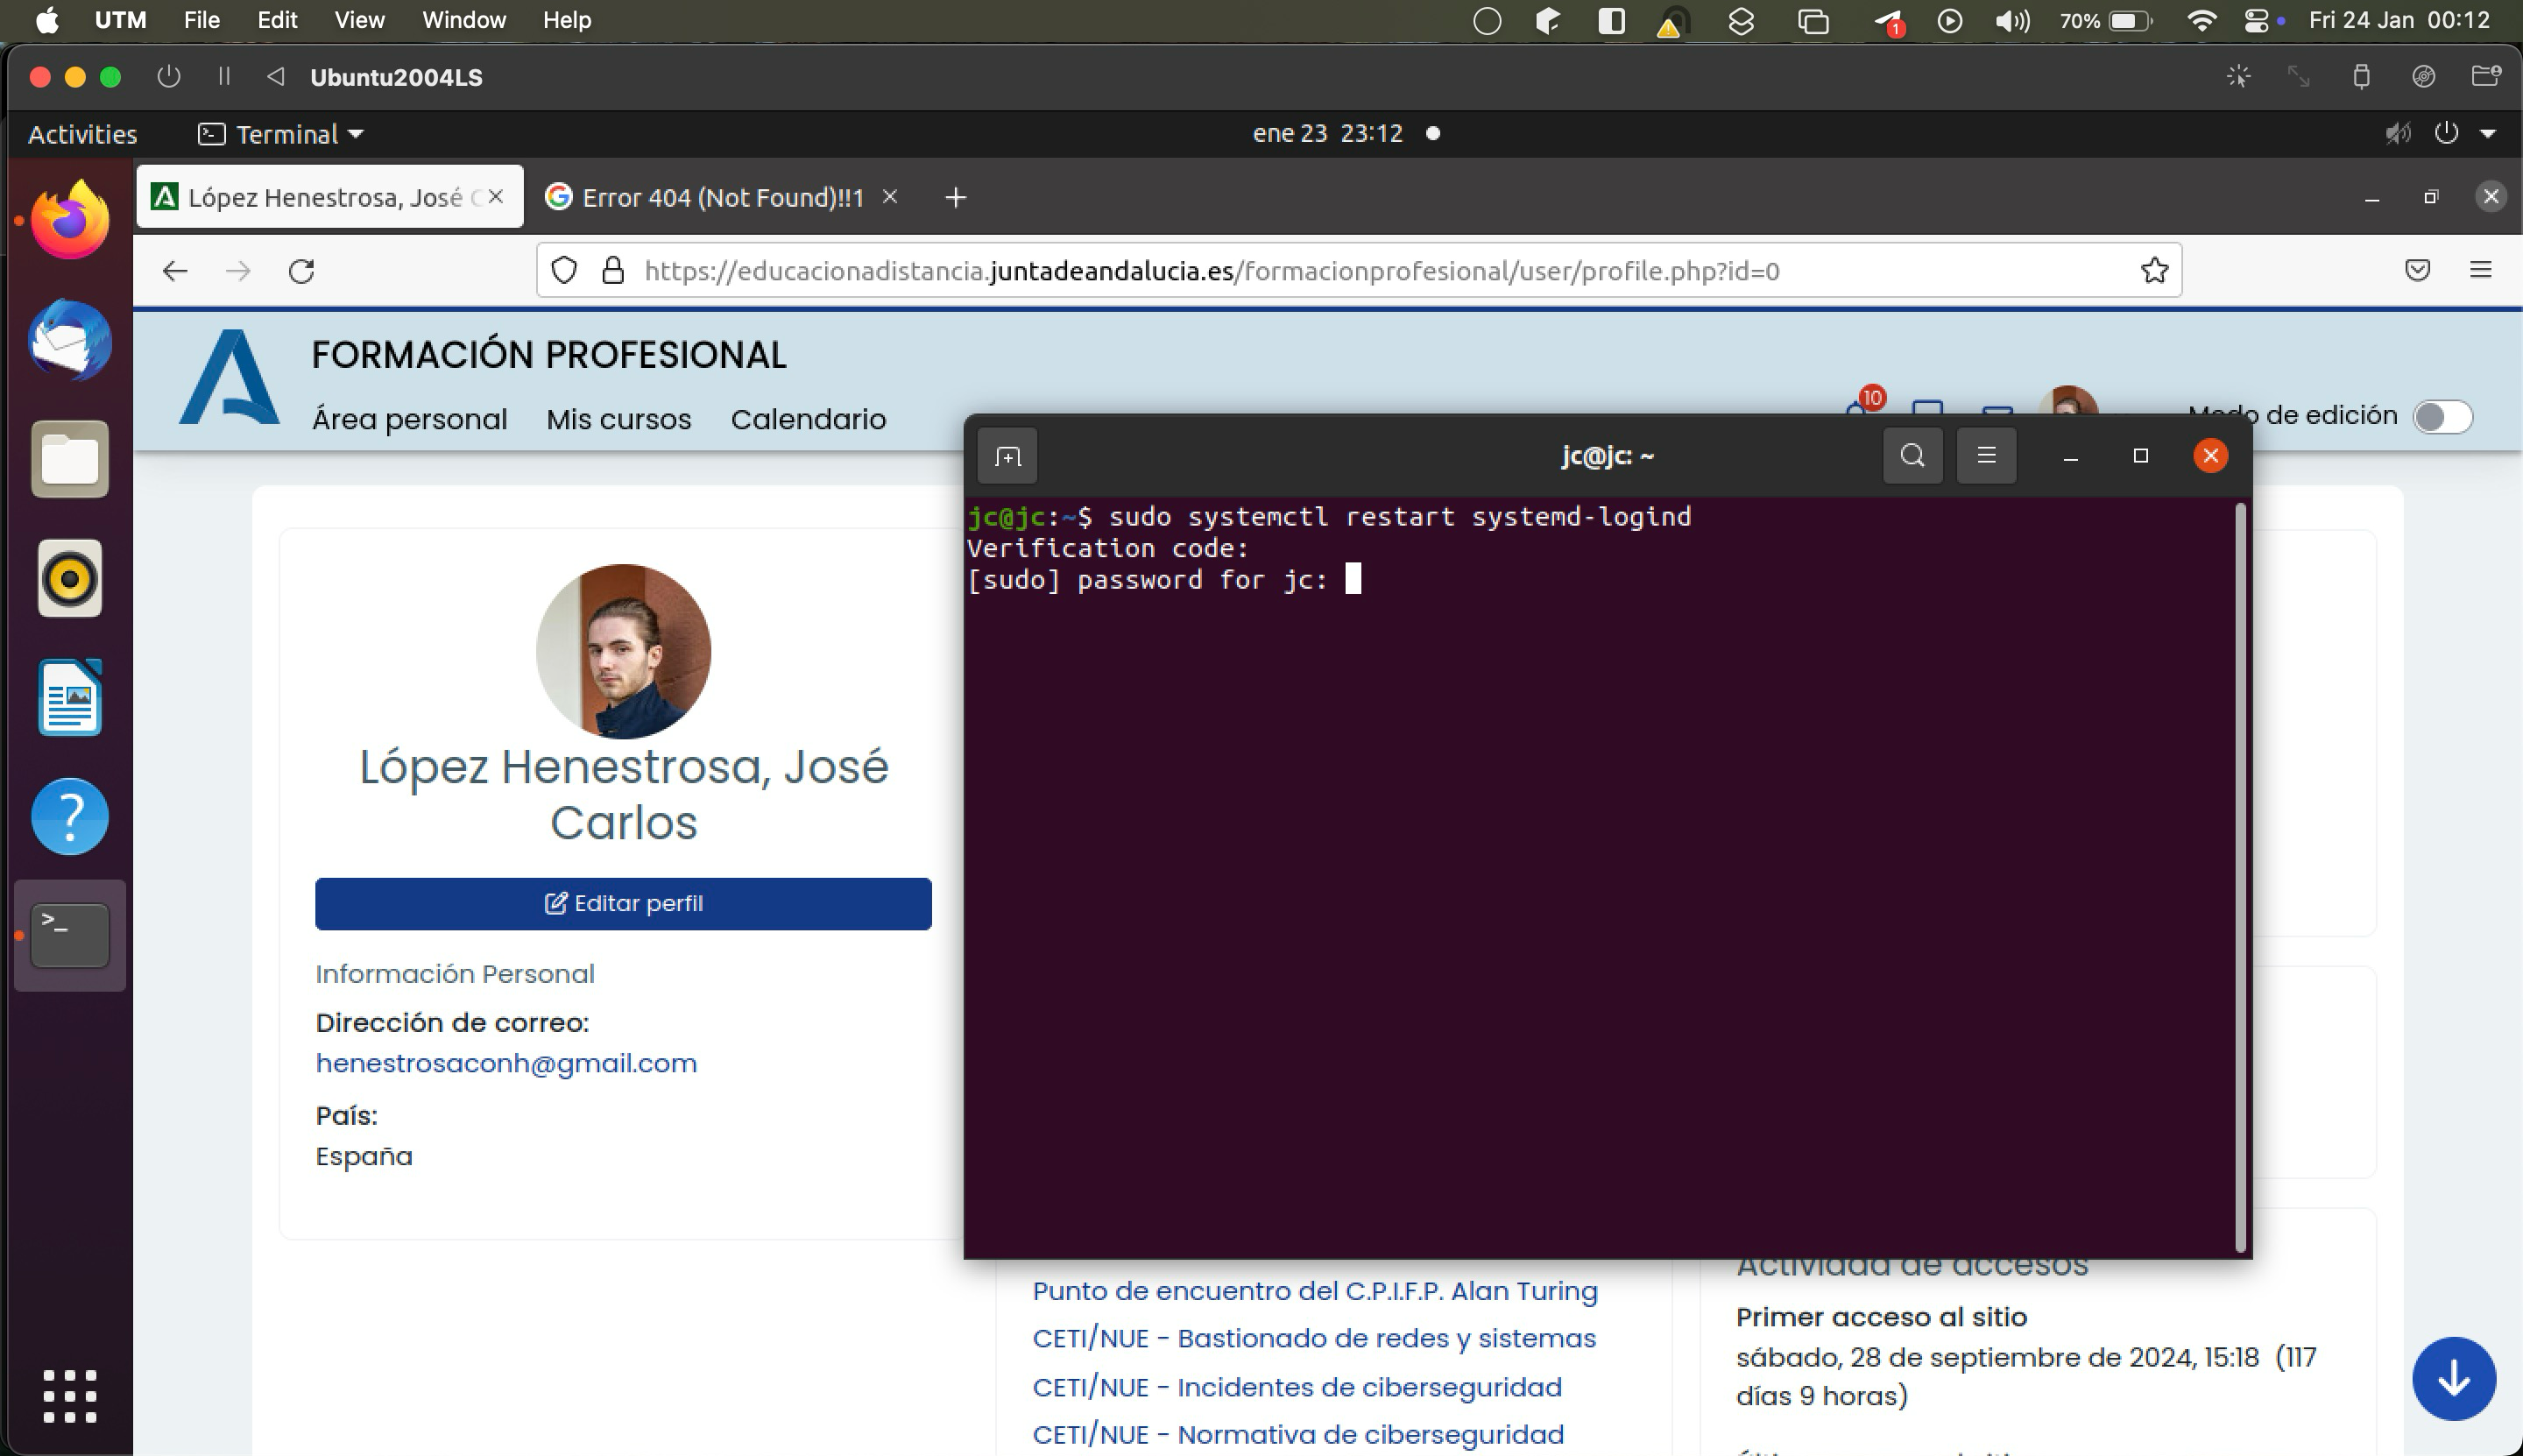 UTM File Edit View Window Help
1
70%
Fri 24 Jan 00:12
Ubuntu2004LS
Activities
Terminal
ene 23 23:12
López Henestrosa, José
Error 404 (Not Found)!!1
https://educacionadistancia.juntadeandalucia.es/formacionprofesional/user/profile.php?id=0
FORMACIÓN PROFESIONAL
Área personal Mis cursos Calendario
10
de edición
jc@jc: ~
jc@jc:~$ sudo systemctl restart systemd-logind
Verification code:
[sudo] password for jc:
López Henestrosa, José
Carlos
Editar perfil
Información Personal
Dirección de correo:
henestrosaconh@gmail.com
País:
España
Punto de encuentro del C.P.I.F.P. Alan Turing
CETI/NUE - Bastionado de redes y sistemas
CETI/NUE - Incidentes de ciberseguridad
CETI/NUE - Normativa de ciberseguridad
Actividad de accesos
Primer acceso al sitio
sábado, 28 de septiembre de 2024, 15:18 (117
días 9 horas)